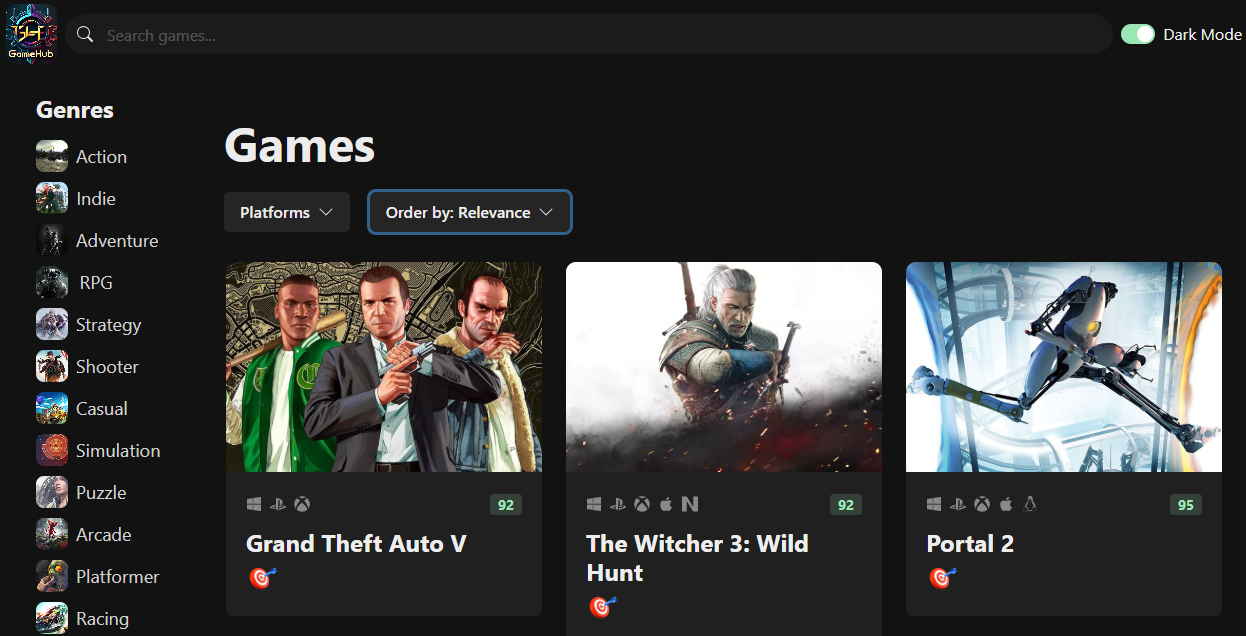 GameHub
Search games...
Dark Mode
Genres
Action
Indie
Adventure
RPG
Strategy
Shooter
Casual
Simulation
Puzzle
Arcade
Platformer
Racing
Games
Platforms
Order by: Relevance
92
Grand Theft Auto V
92
The Witcher 3: Wild
Hunt
95
Portal 2